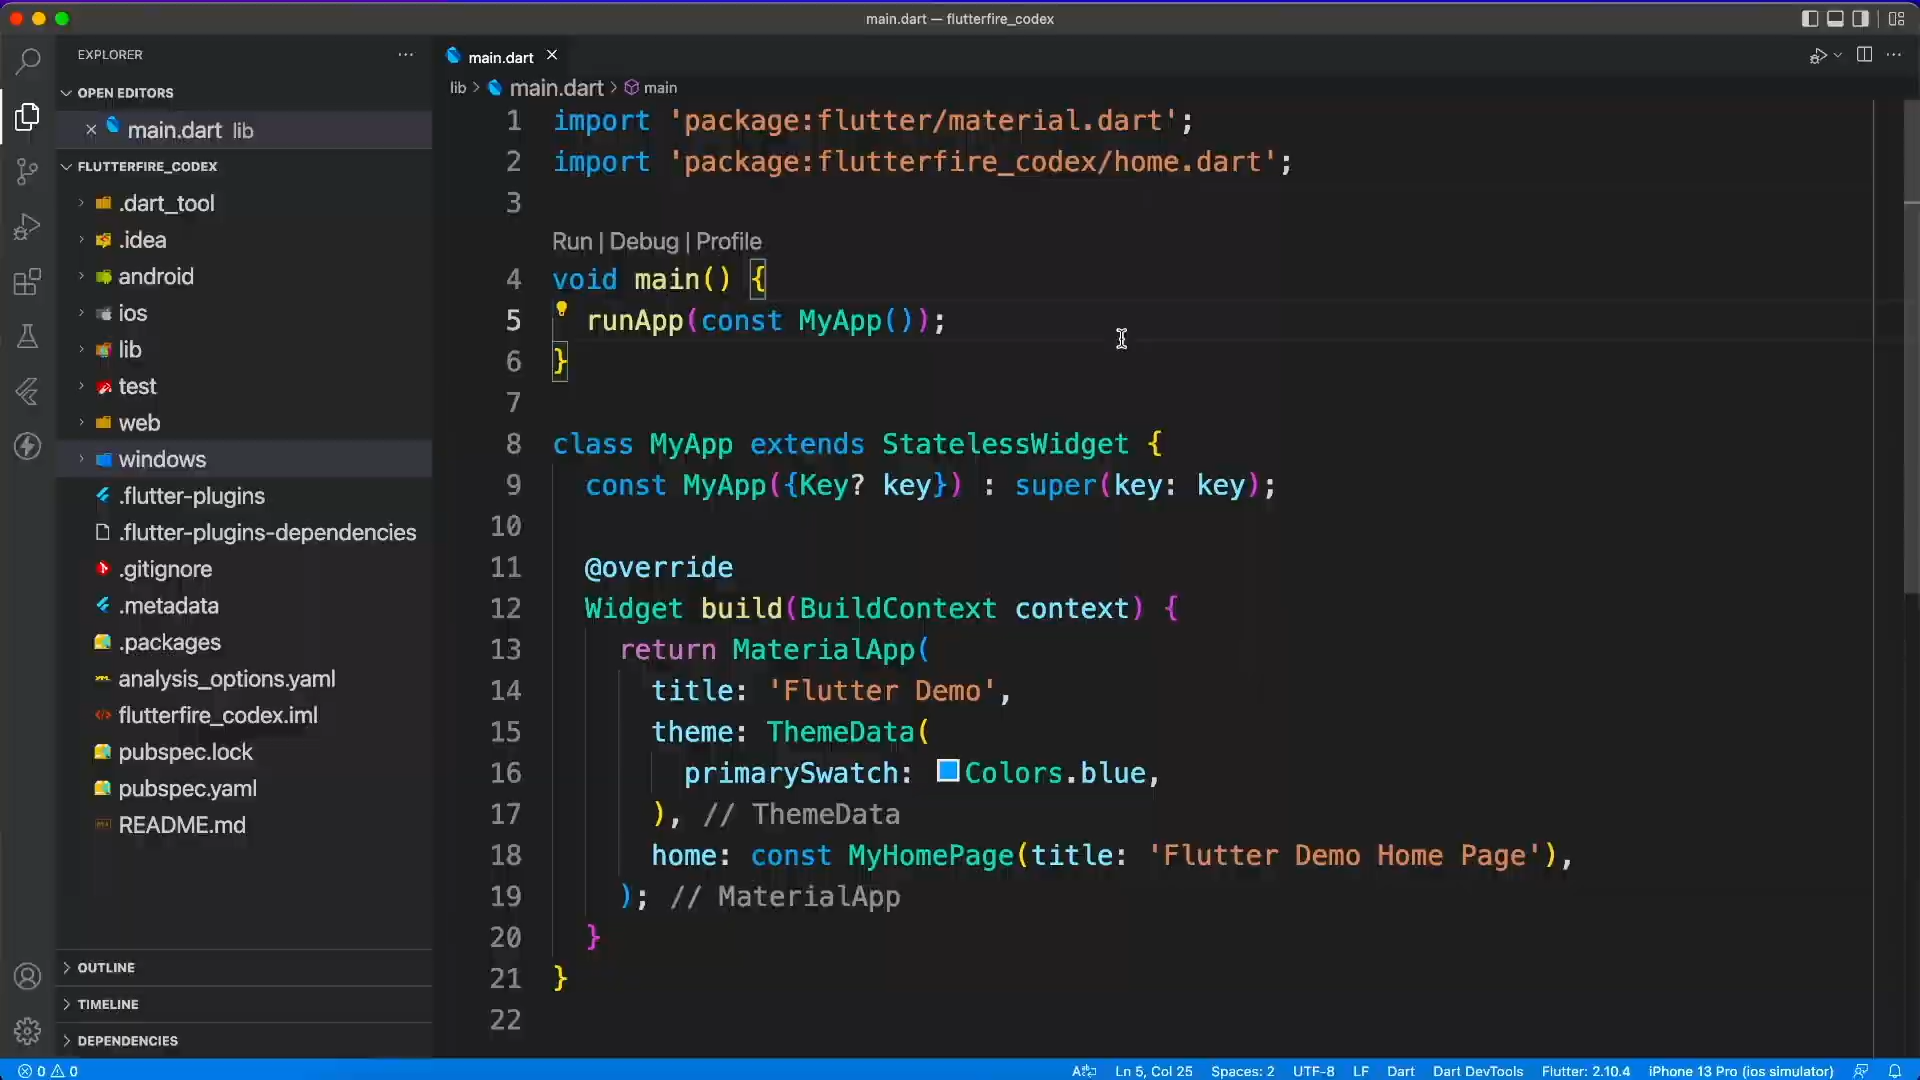 main.dart — flutterfire_codex
EXPLORER
OPEN EDITORS
main.dart lib
FLUTTERFIRE_CODEX
.dart_tool
.idea
android
ios
lib
test
web
windows
.flutter-plugins
.flutter-plugins-dependencies
.gitignore
.metadata
.packages
analysis_options.yaml
flutterfire_codex.iml
pubspec.lock
pubspec.yaml
README.md
OUTLINE
TIMELINE
DEPENDENCIES
main.dart
lib > main.dart > main
1 import 'package:flutter/material.dart';
2 import 'package:flutterfire_codex/home.dart';
3
Run | Debug | Profile
4 void main() {
5   runApp(const MyApp());
6 }
7
8 class MyApp extends StatelessWidget {
9   const MyApp({Key? key}) : super(key: key);
10
11   @override
12   Widget build(BuildContext context) {
13     return MaterialApp(
14       title: 'Flutter Demo',
15       theme: ThemeData(
16         primarySwatch: Colors.blue,
17       ), // ThemeData
18       home: const MyHomePage(title: 'Flutter Demo Home Page'),
19     ); // MaterialApp
20   }
21 }
22
0 0
Ln 5, Col 25 Spaces: 2 UTF-8 LF Dart Dart DevTools Flutter: 2.10.4 iPhone 13 Pro (ios simulator)